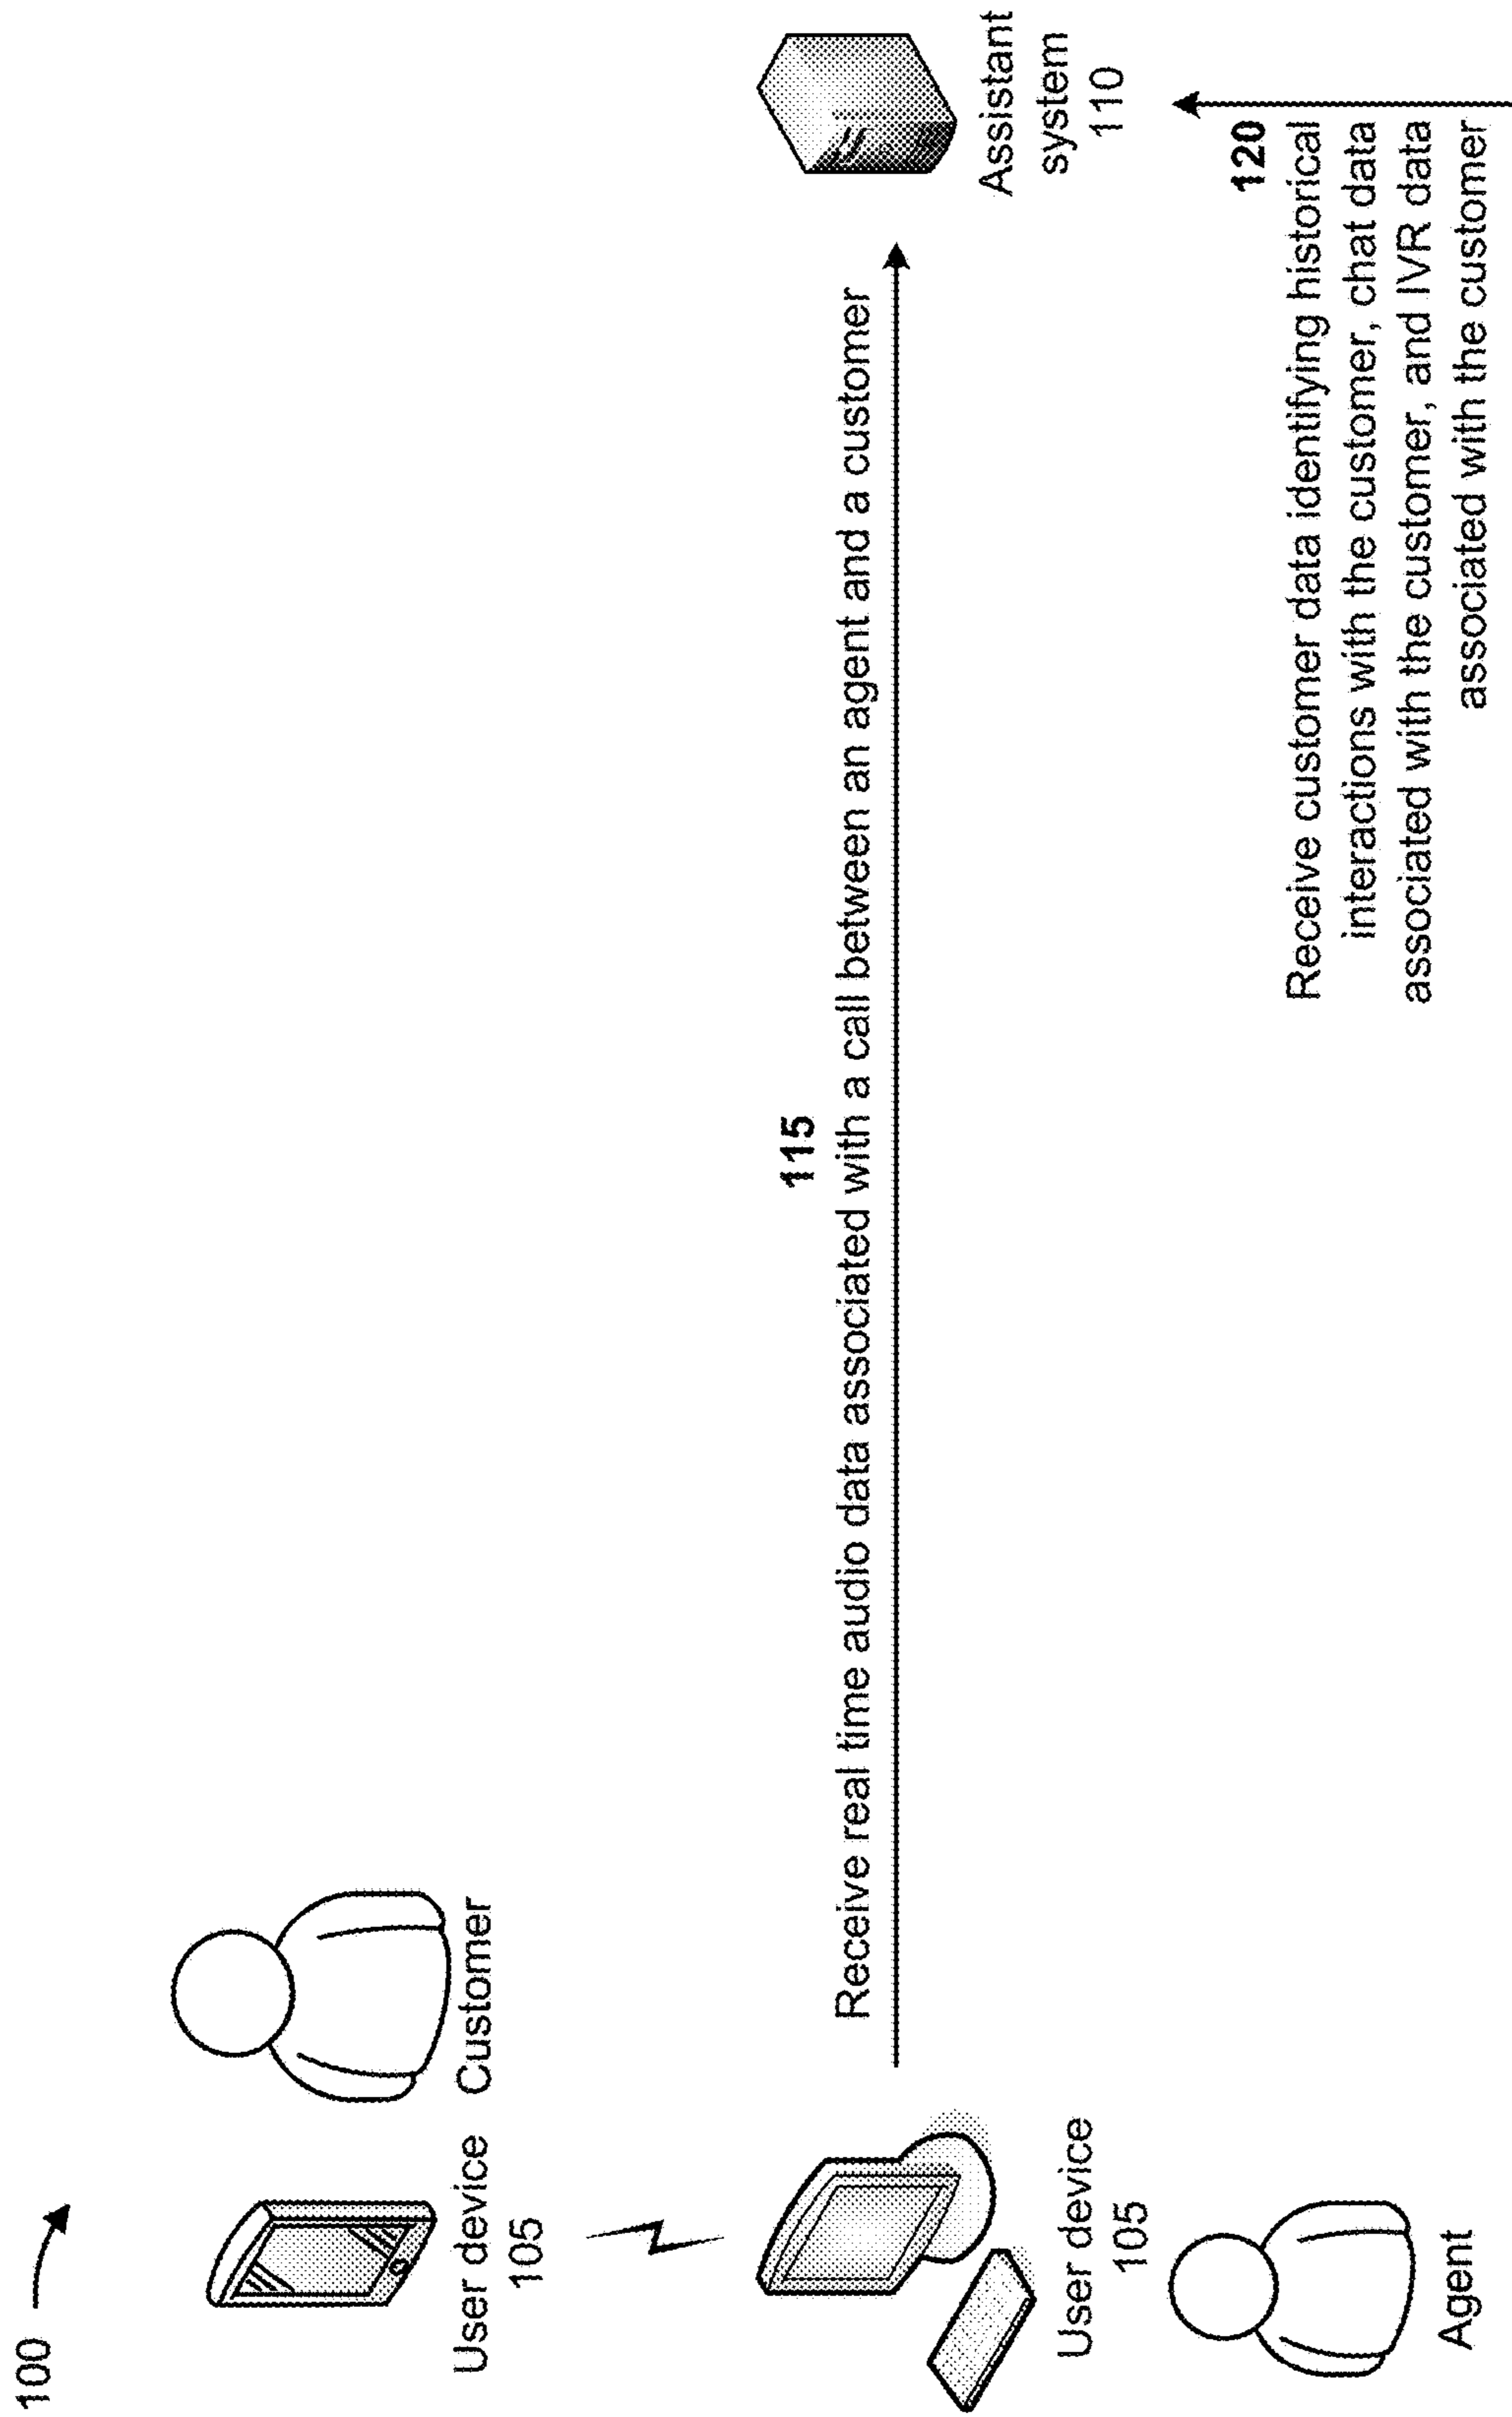 100
User device
105
Customer
115
Receive real time audio data associated with a call between an agent and a customer
Assistant
system
110
User device
105
Agent
120
Receive customer data identifying historical
interactions with the customer, chat data
associated with the customer, and IVR data
associated with the customer